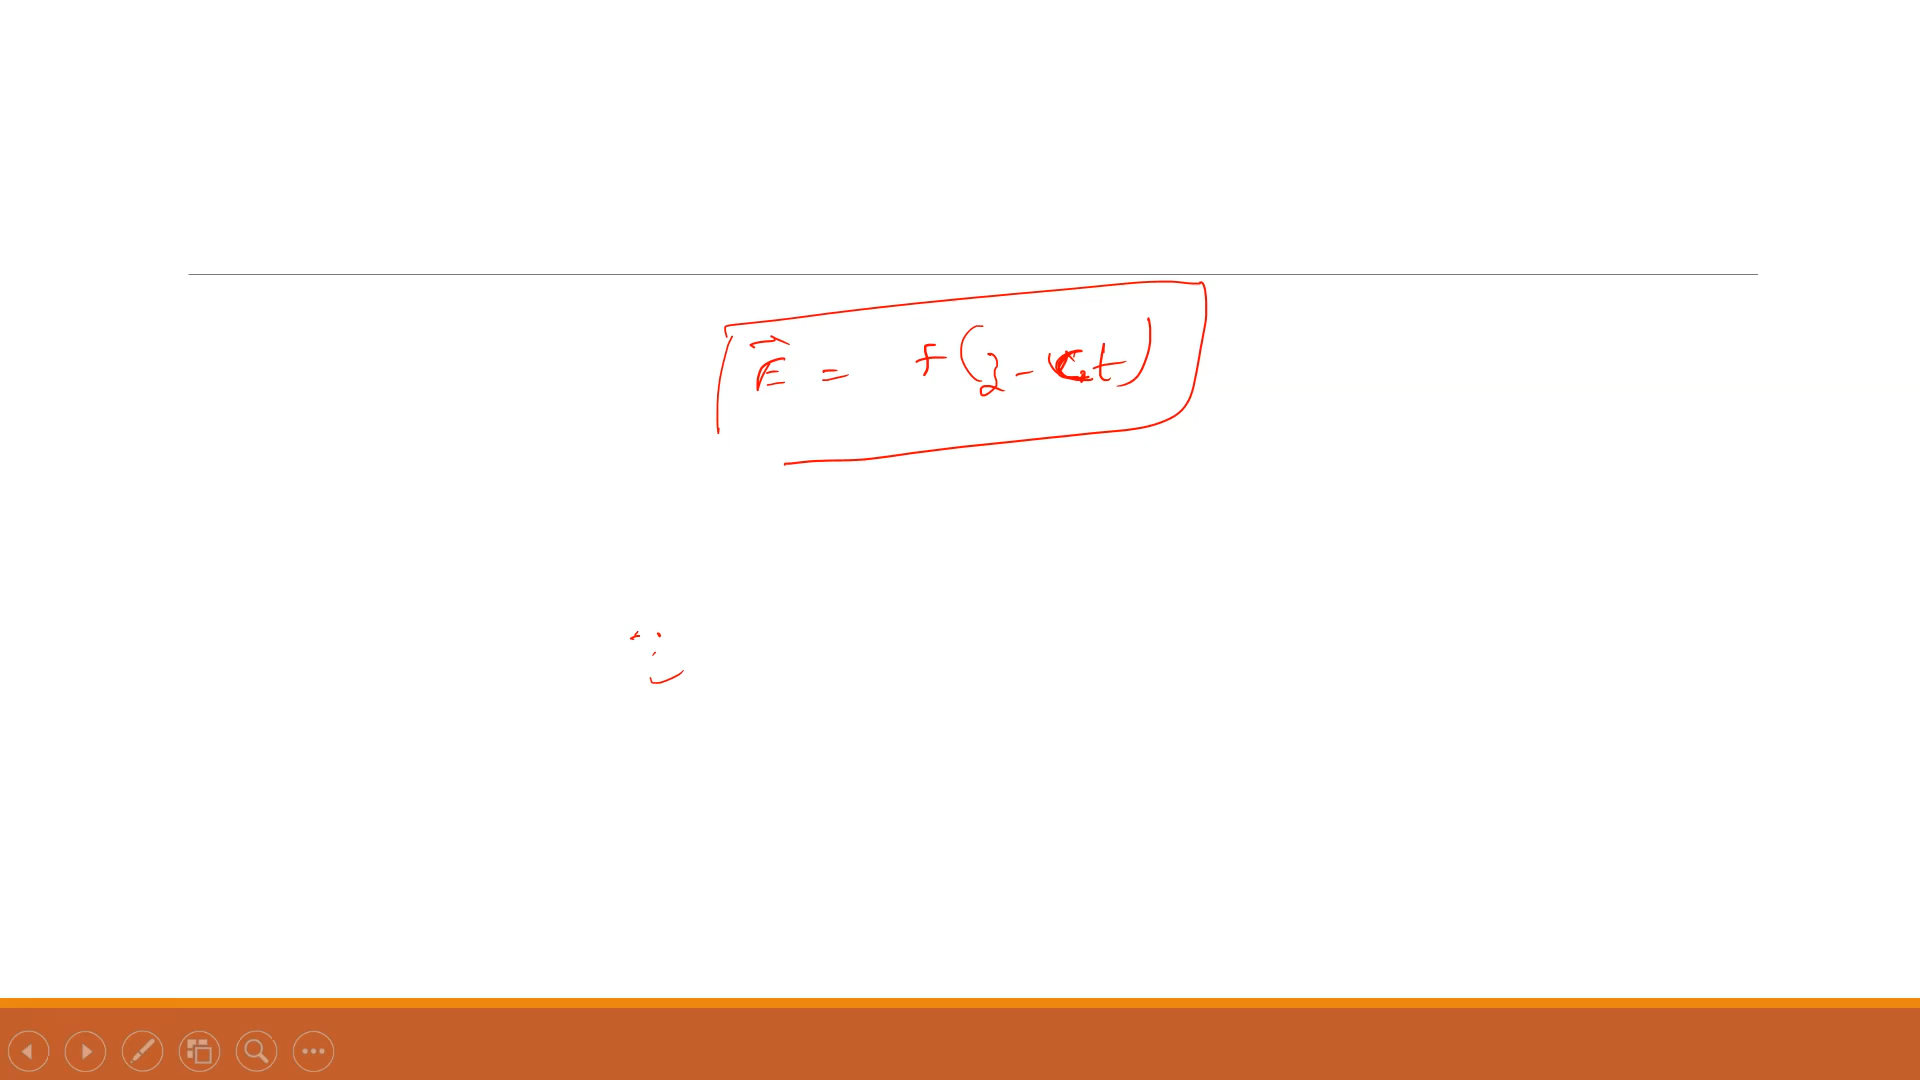 E⃗ = f(z - ct)